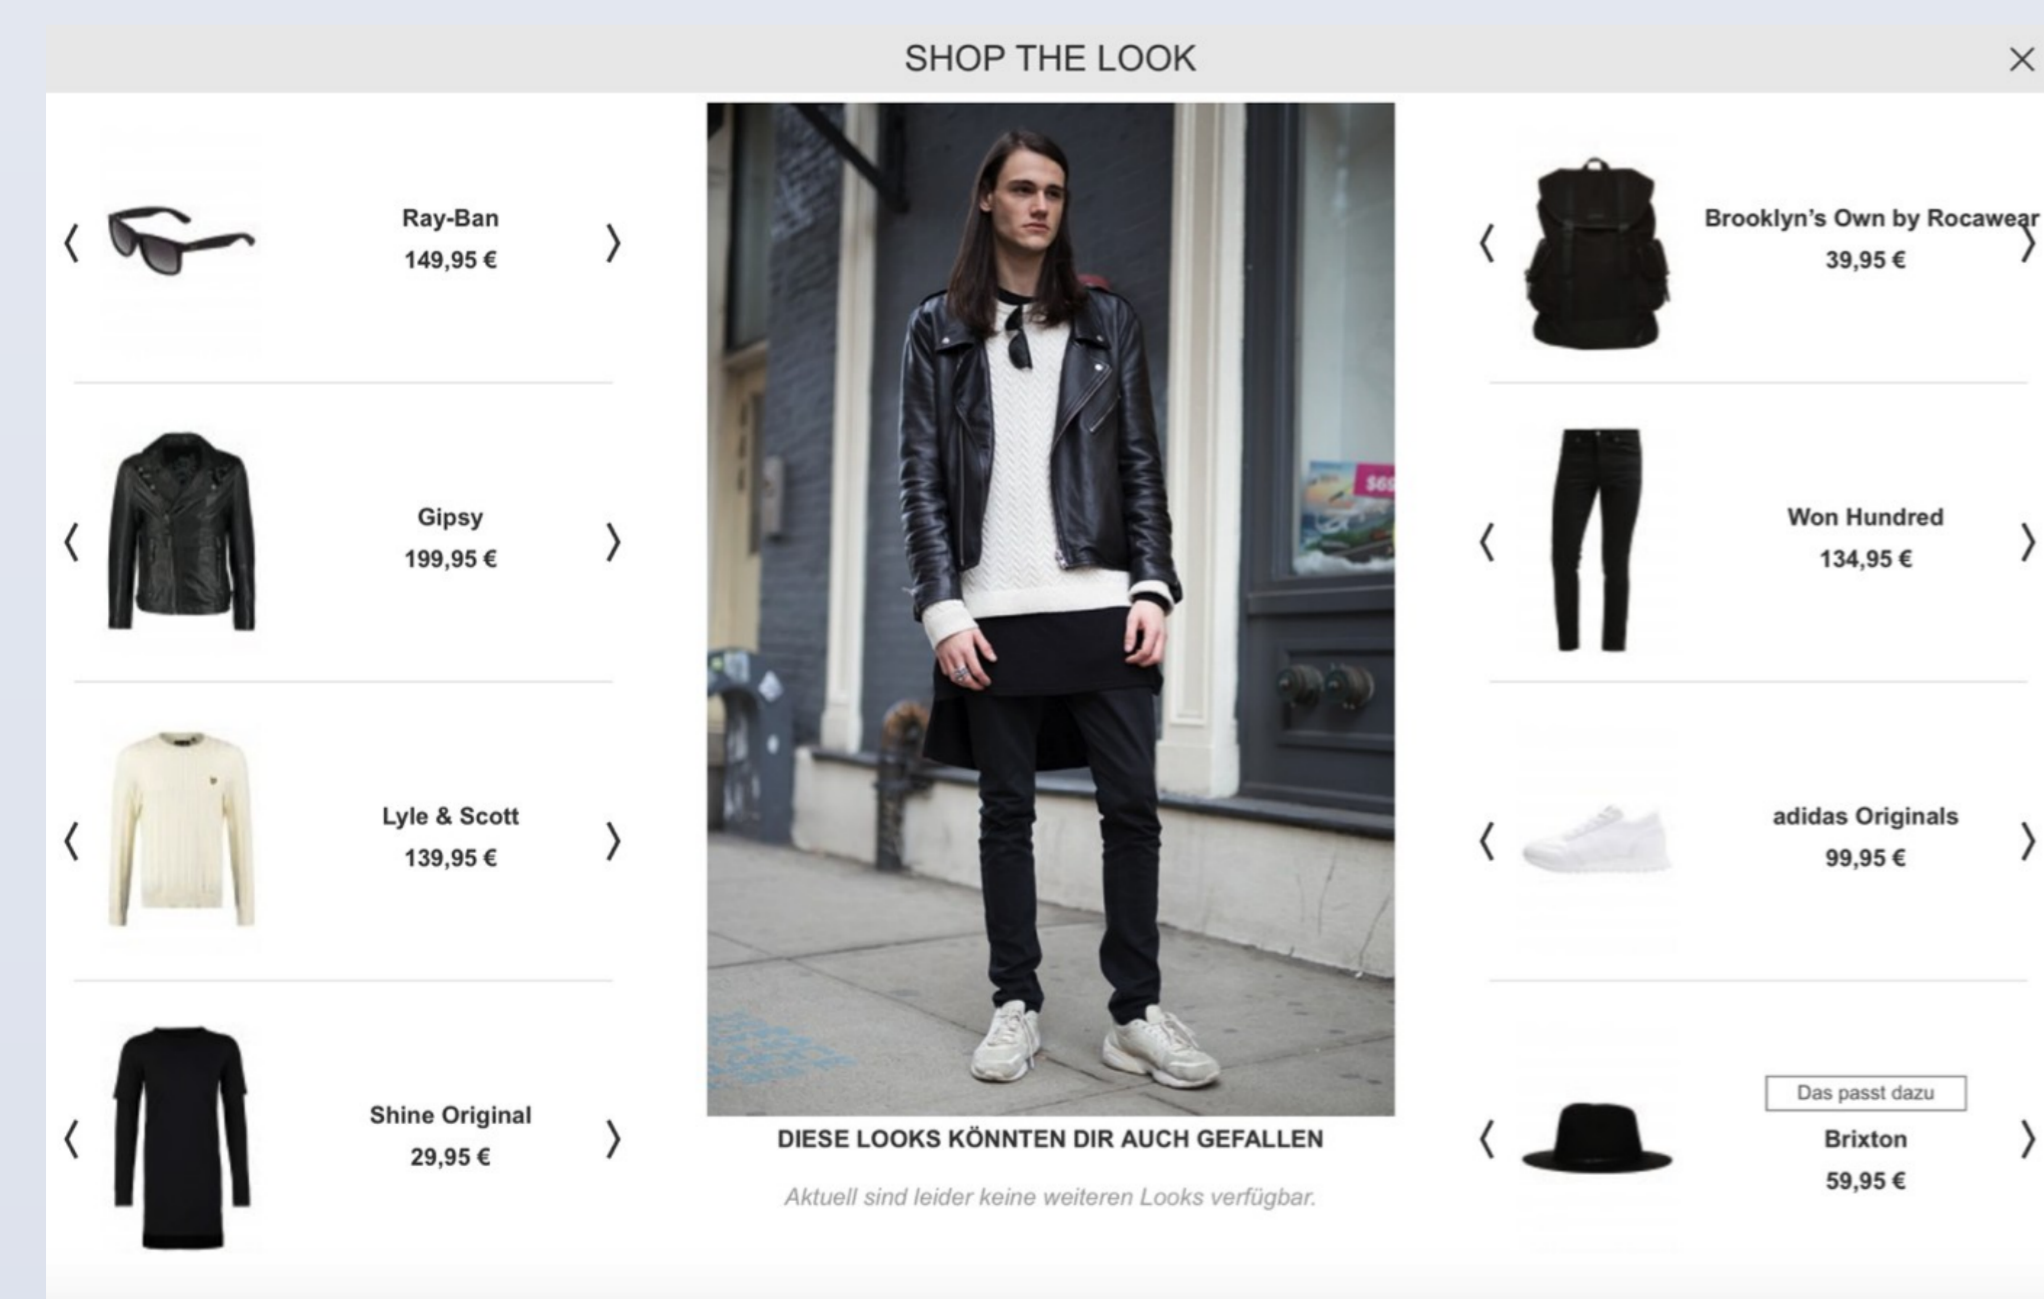 SHOP THE LOOK
Ray-Ban
149,95 €
Gipsy
199,95 €
Lyle & Scott
139,95 €
Shine Original
29,95 €
$69
DIESE LOOKS KÖNNTEN DIR AUCH GEFALLEN
Aktuell sind leider keine weiteren Looks verfügbar.
Brooklyn’s Own by Rocawear
39,95 €
Won Hundred
134,95 €
adidas Originals
99,95 €
Das passt dazu
Brixton
59,95 €